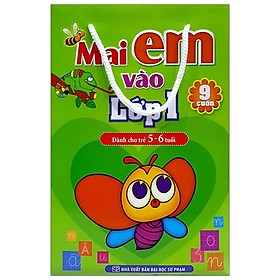 Mai em
vào
Lớp 1
9
cuốn
Dành cho trẻ 5 - 6 tuổi
NHÀ XUẤT BẢN ĐẠI HỌC SƯ PHẠM